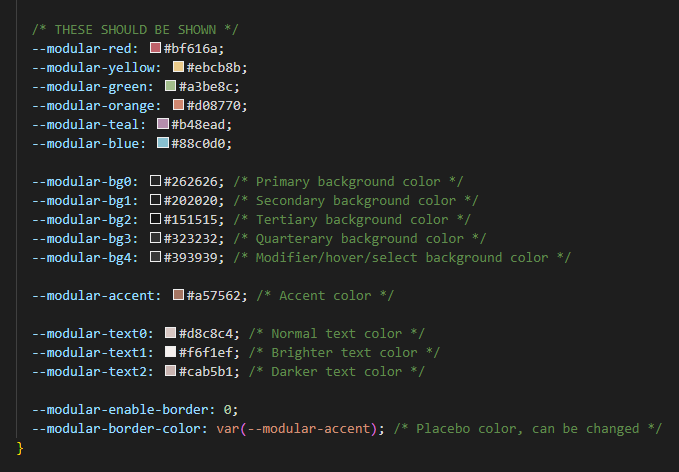 /* THESE SHOULD BE SHOWN */
--modular-red: #bf616a;
--modular-yellow: #ebcb8b;
--modular-green: #a3be8c;
--modular-orange: #d08770;
--modular-teal: #b48ead;
--modular-blue: #88c0d0;
--modular-bg0: #262626; /* Primary background color */
--modular-bg1: #202020; /* Secondary background color */
--modular-bg2: #151515; /* Tertiary background color */
--modular-bg3: #323232; /* Quarterary background color */
--modular-bg4: #393939; /* Modifier/hover/select background color */
--modular-accent: #a57562; /* Accent color */
--modular-text0: #d8c8c4; /* Normal text color */
--modular-text1: #f6f1ef; /* Brighter text color */
--modular-text2: #cab5b1; /* Darker text color */
--modular-enable-border: 0;
--modular-border-color: var(--modular-accent); /* Placebo color, can be changed */
}